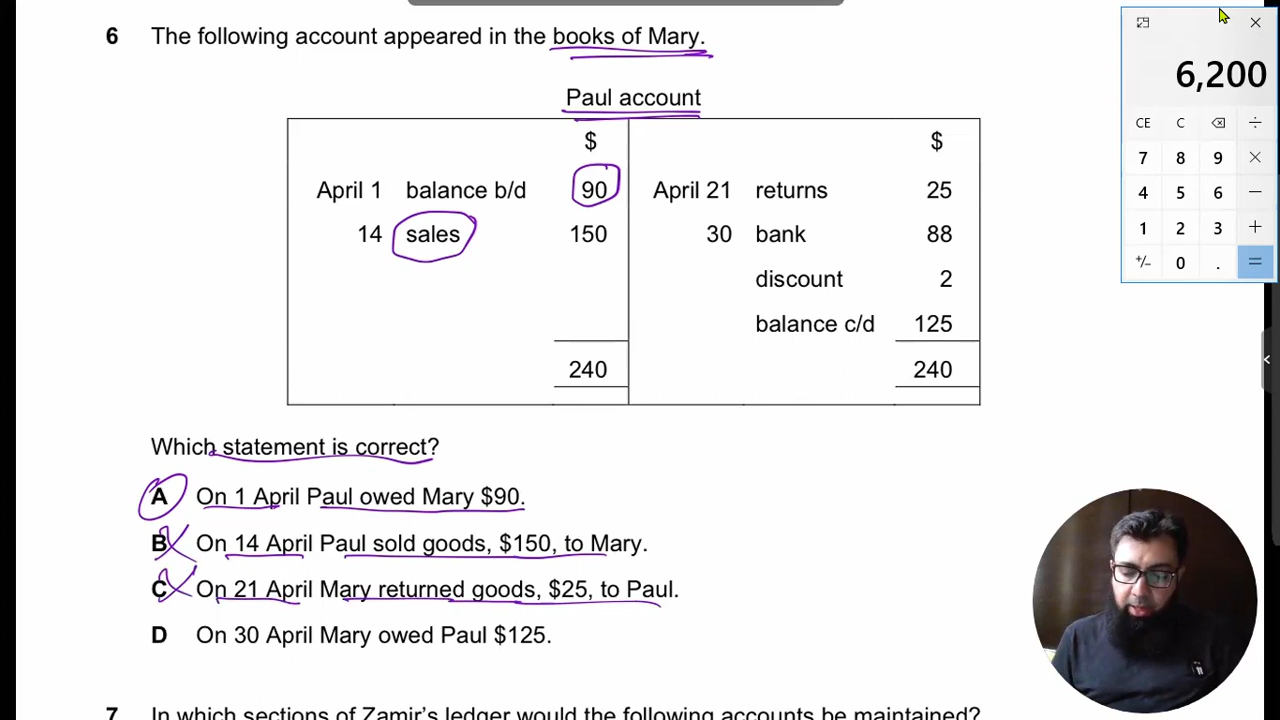 6 The following account appeared in the books of Mary.
Paul account
$ $
April 1 balance b/d 90 April 21 returns 25
14 sales 150 30 bank 88
discount 2
balance c/d 125
240 240
Which statement is correct?
A On 1 April Paul owed Mary $90.
B On 14 April Paul sold goods, $150, to Mary.
C On 21 April Mary returned goods, $25, to Paul.
D On 30 April Mary owed Paul $125.
7 In which sections of Zamir's ledger would the following accounts be maintained?
6,200
CE C ⌫ ÷
7 8 9 ×
4 5 6 −
1 2 3 +
+/− 0 . =